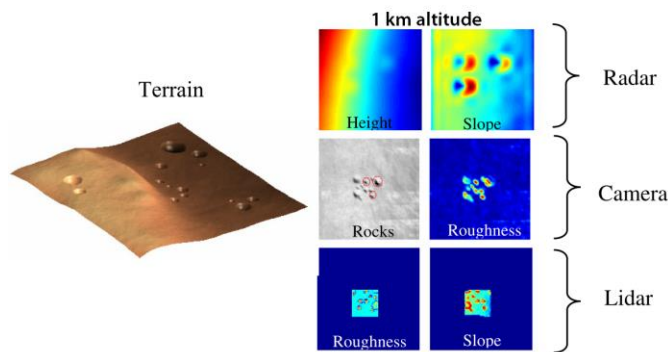 1 km altitude
Terrain
Height
Slope
Radar
Rocks
Roughness
Camera
Roughness
Slope
Lidar